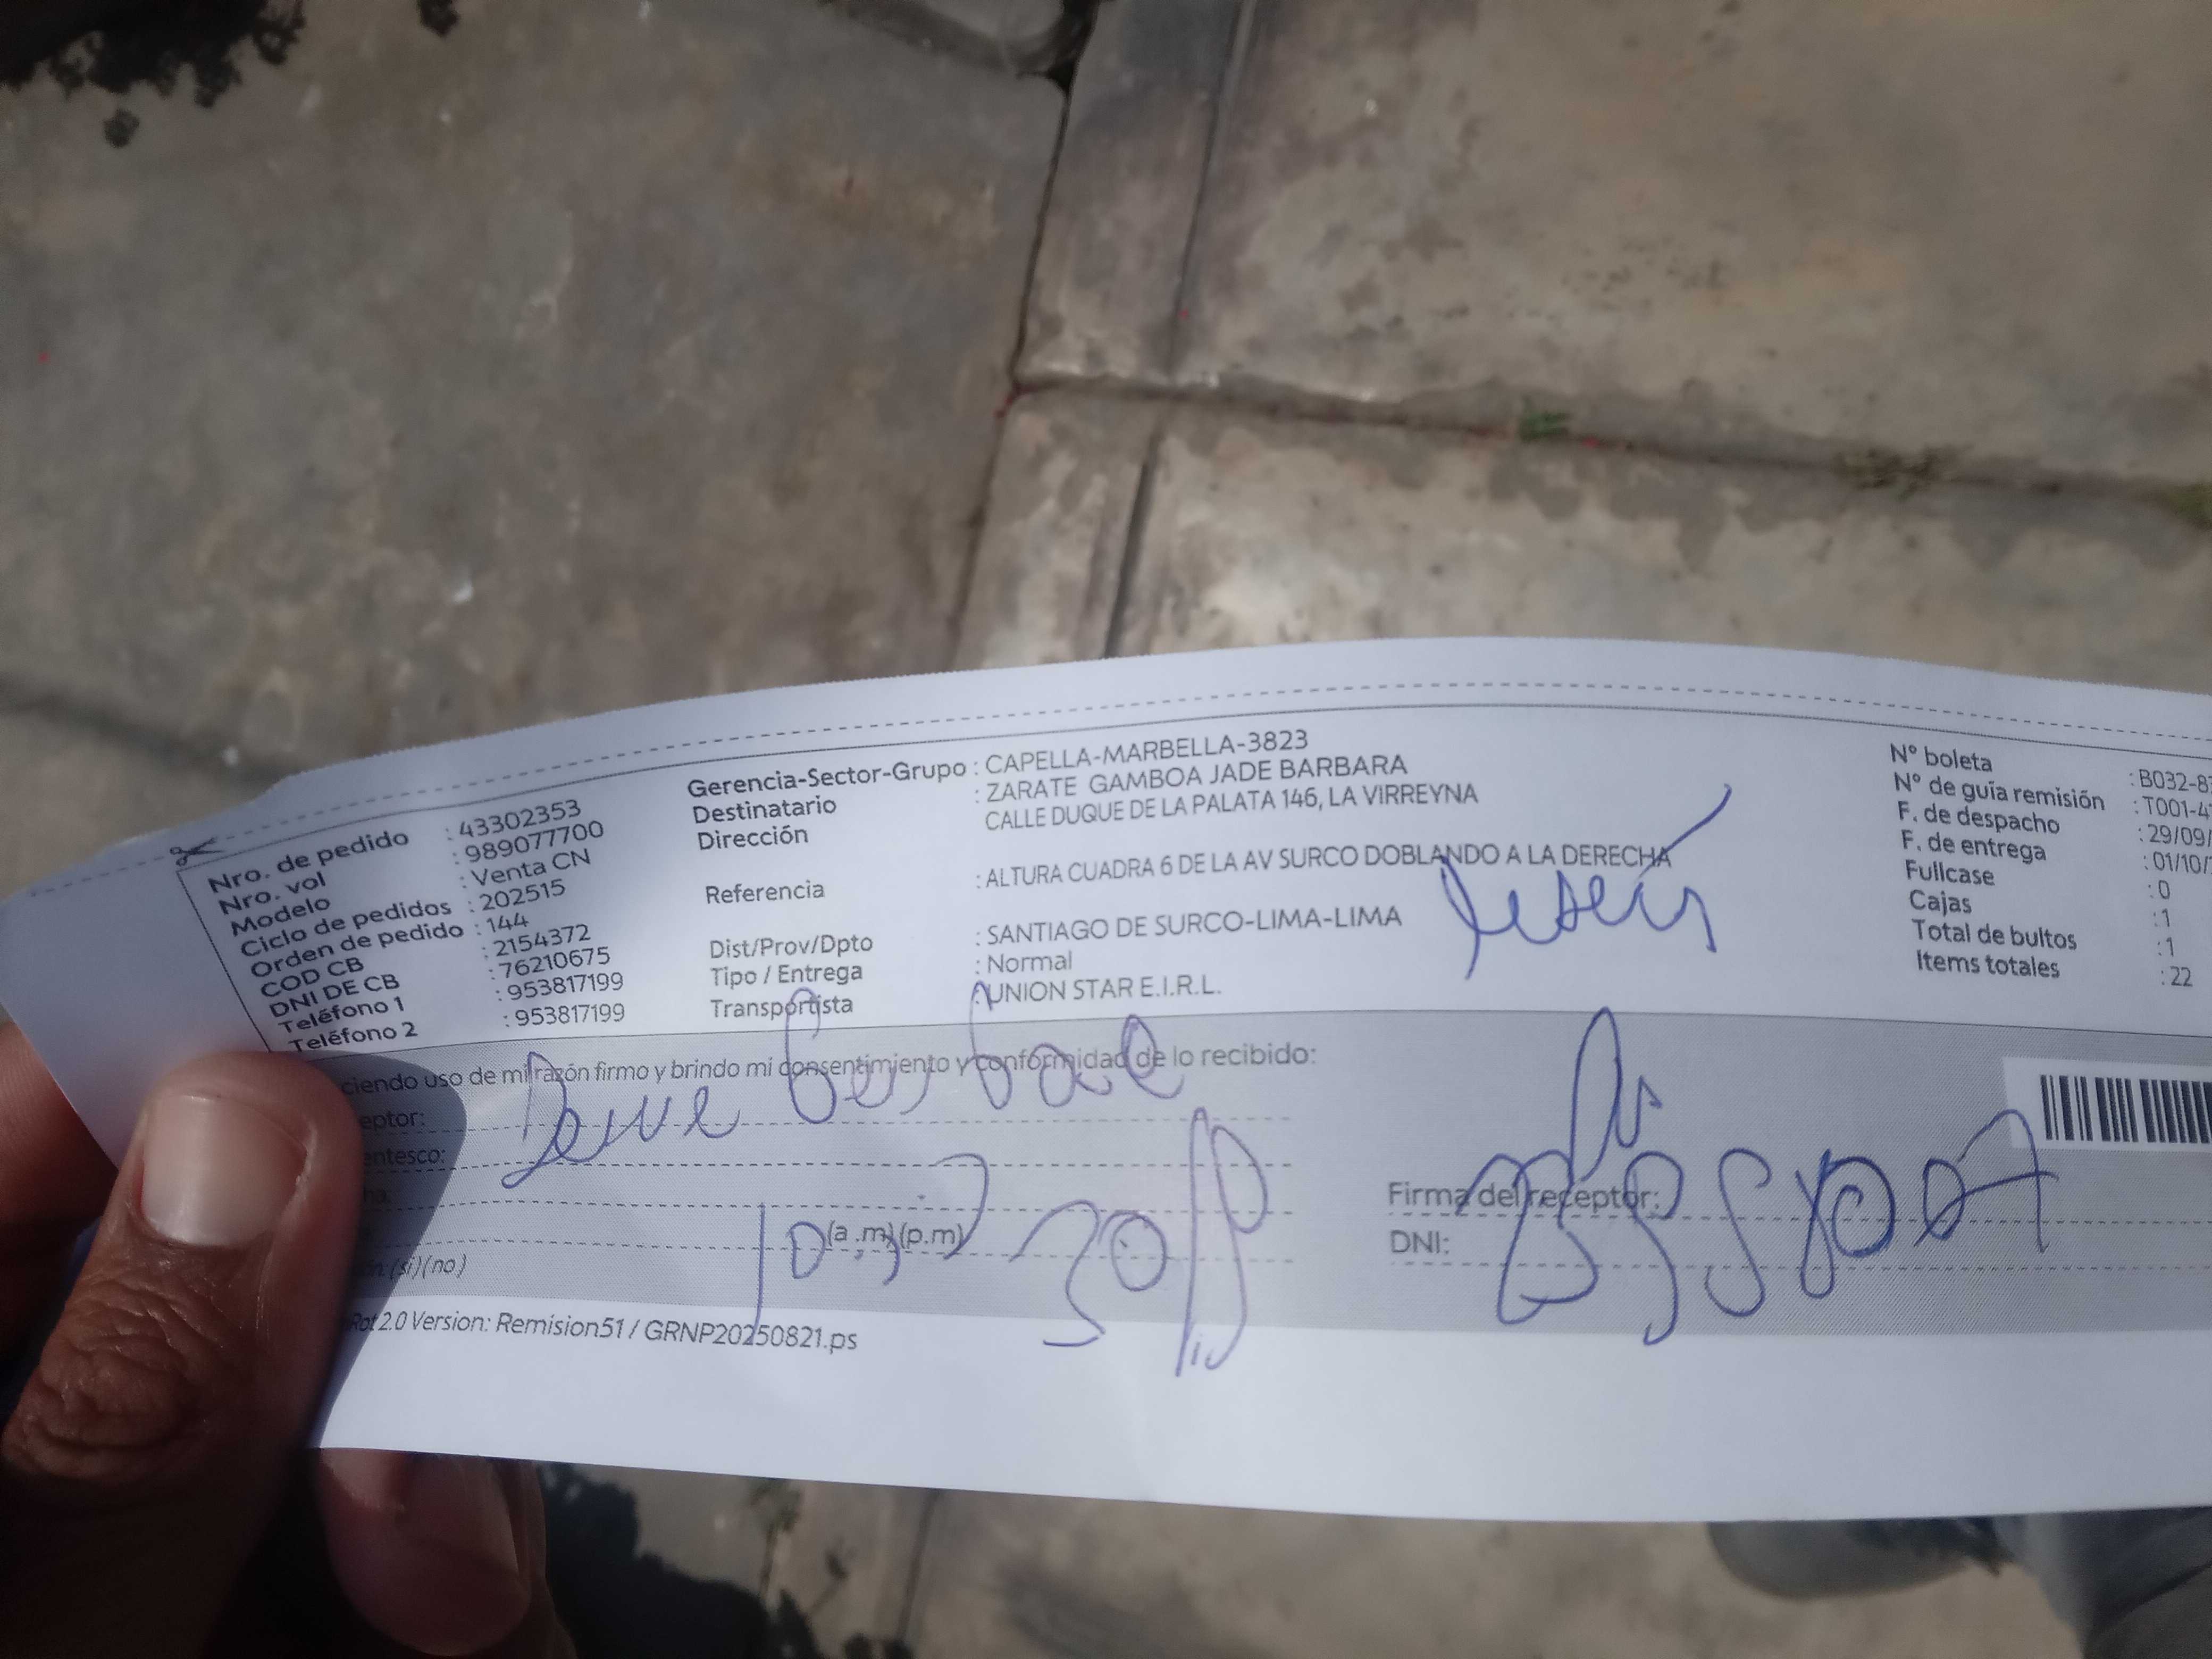 Nro. de pedido : 43302353
Nro. vol : 989077700
Modelo : Venta CN
Ciclo de pedidos : 202515
Orden de pedido : 144
COD CB : 2154372
DNI DE CB : 76210675
Teléfono 1 : 953817199
Teléfono 2 : 953817199
Gerencia-Sector-Grupo : CAPELLA-MARBELLA-3823
Destinatario : ZARATE GAMBOA JADE BARBARA
Dirección CALLE DUQUE DE LA PALATA 146, LA VIRREYNA
Referencia : ALTURA CUADRA 6 DE LA AV SURCO DOBLANDO A LA DERECHA
Dist/Prov/Dpto : SANTIAGO DE SURCO-LIMA-LIMA
Tipo / Entrega : Normal
Transportista : UNION STAR E.I.R.L.
N° boleta : B032-8
N° de guía remisión : T001-4
F. de despacho : 29/09/
F. de entrega : 01/10/
Fullcase : 0
Cajas : 1
Total de bultos : 1
Items totales : 22
ciendo uso de mi razón firmo y brindo mi consentimiento y conformidad de lo recibido:
eptor:
entesco:
(a.m)(p.m)
(si)(no)
Firma del receptor:
DNI:
2.0 Version: Remision51 / GRNP20250821.ps